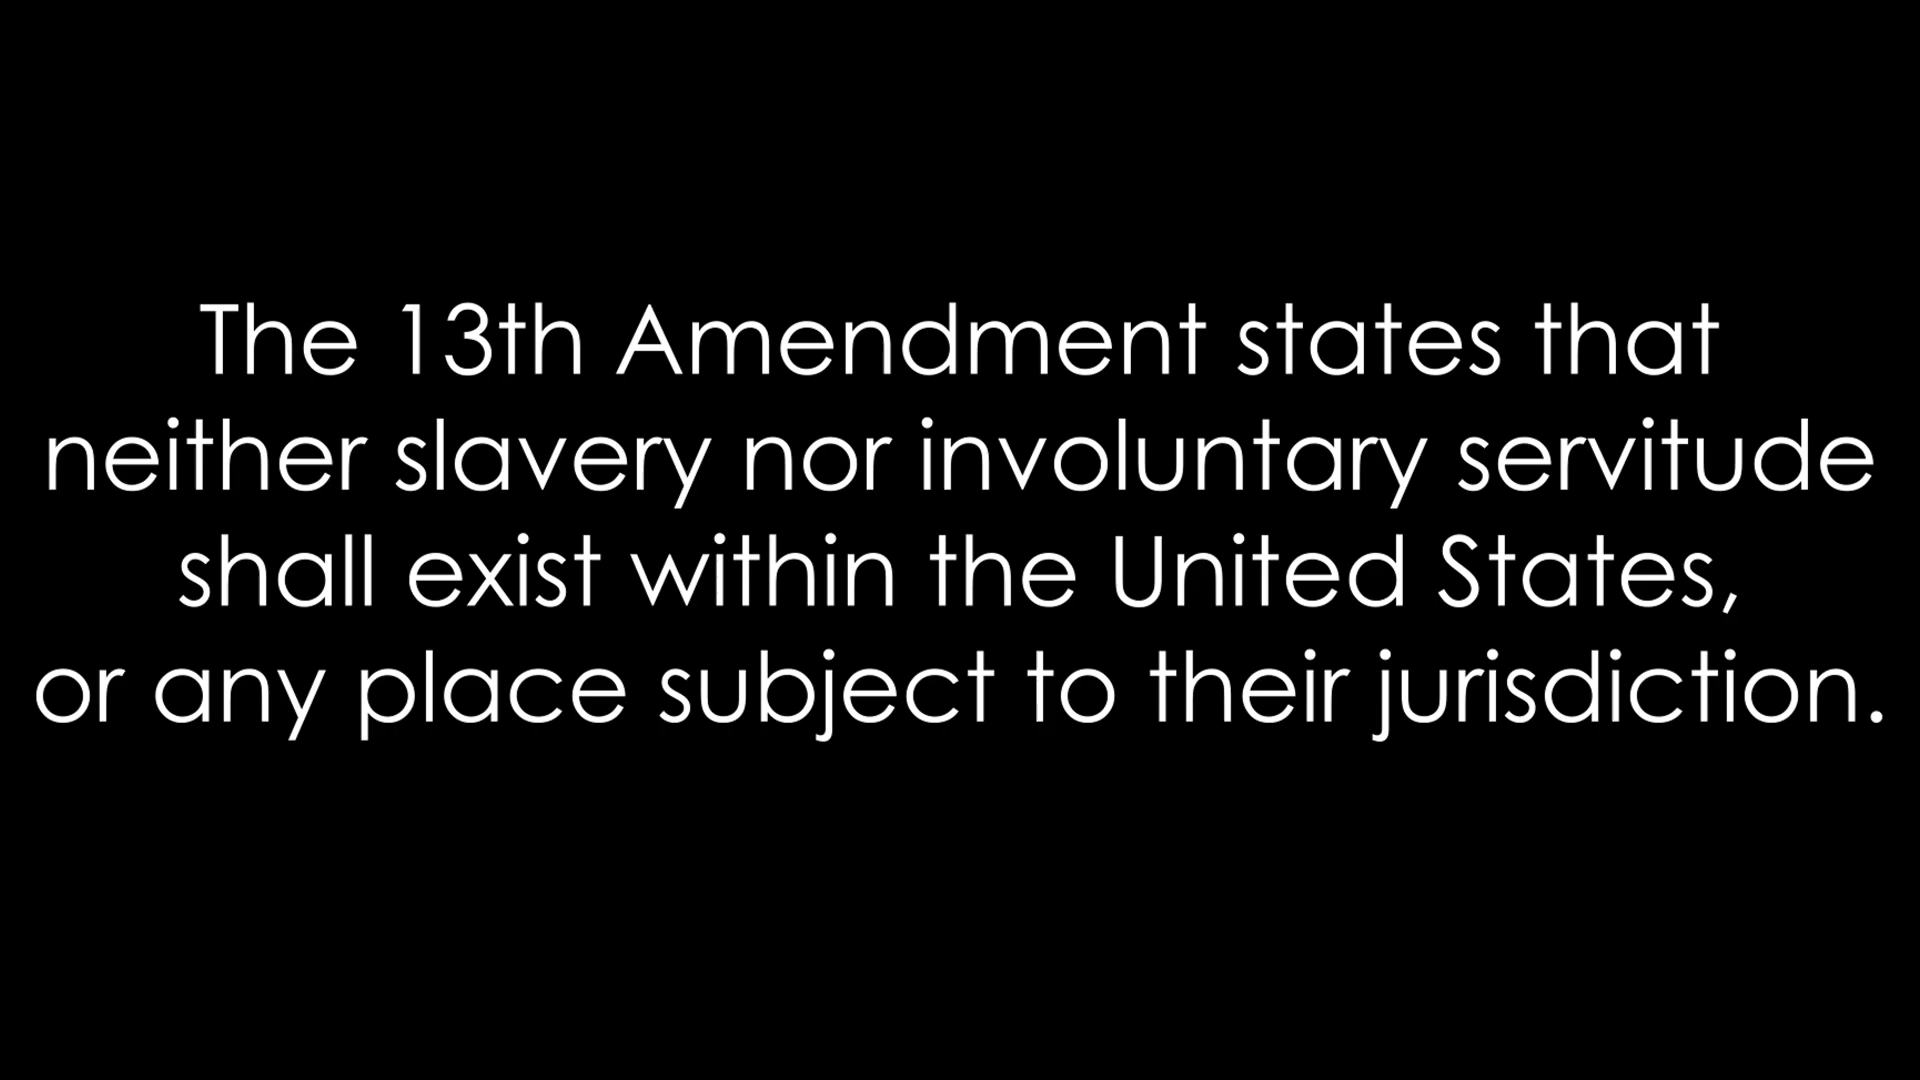 The 13th Amendment states that
neither slavery nor involuntary servitude
shall exist within the United States,
or any place subject to their jurisdiction.